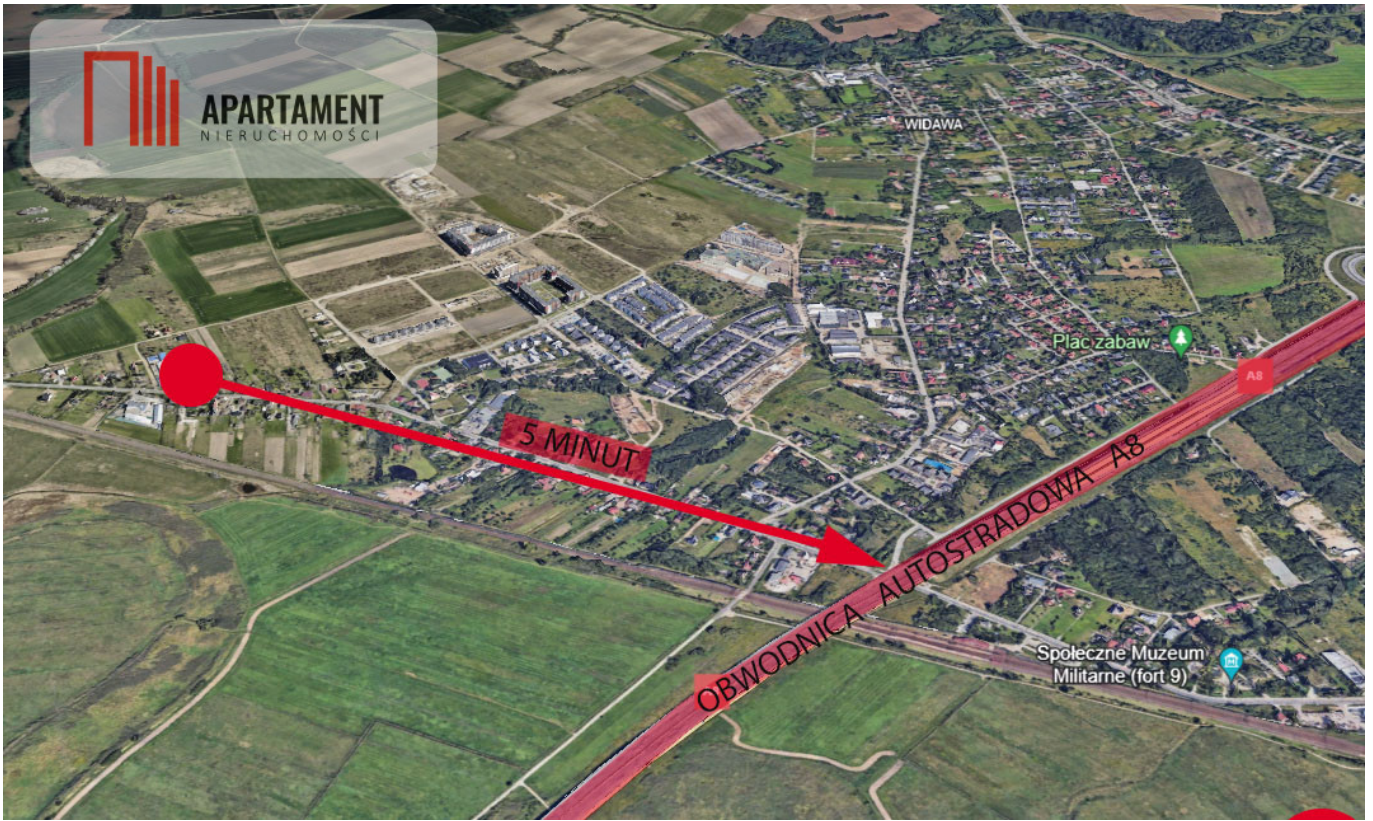 APARTAMENT
NIERUCHOMOŚCI
WIDAWA
Plac zabaw
A8
5 MINUT
OBWODNICA AUTOSTRADOWA A8
Społeczne Muzeum
Militarne (fort 9)